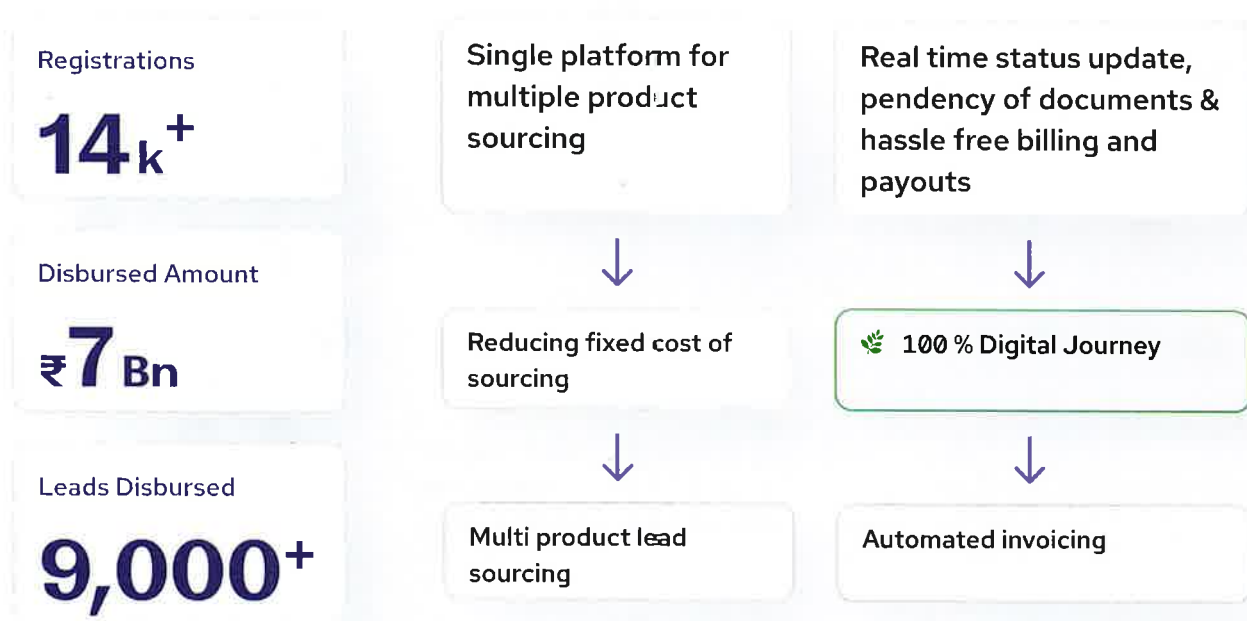 Registrations
14k+
Disbursed Amount
₹7 Bn
Leads Disbursed
9,000+
Single platform for
multiple product
sourcing
Reducing fixed cost of
sourcing
Multi product lead
sourcing
Real time status update,
pendency of documents &
hassle free billing and
payouts
100 % Digital Journey
Automated invoicing